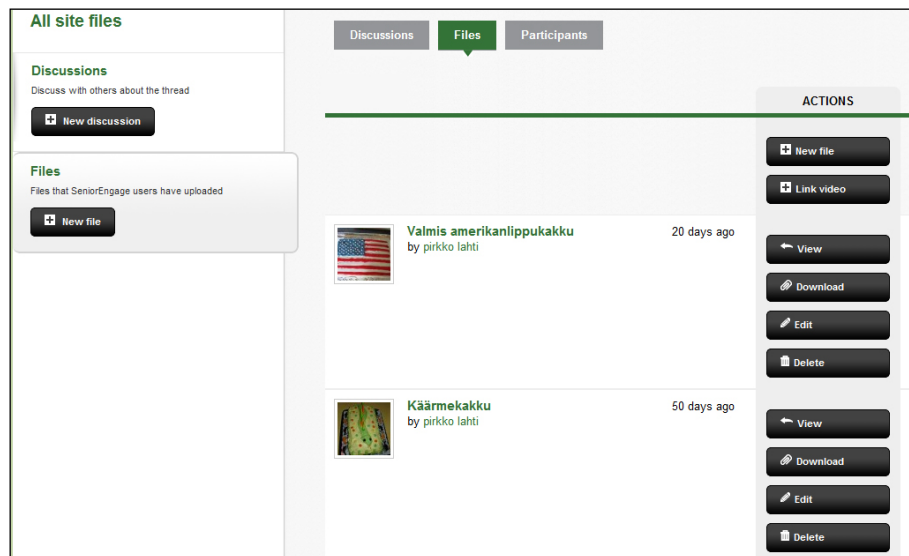 All site files
Discussions
Discuss with others about the thread
New discussion
Files
Files that SeniorEngage users have uploaded
New file
Discussions Files Participants
ACTIONS
New file
Link video
Valmis amerikanlippukakku 20 days ago
by pirkko lahti
View
Download
Edit
Delete
Käärmekakku 50 days ago
by pirkko lahti
View
Download
Edit
Delete